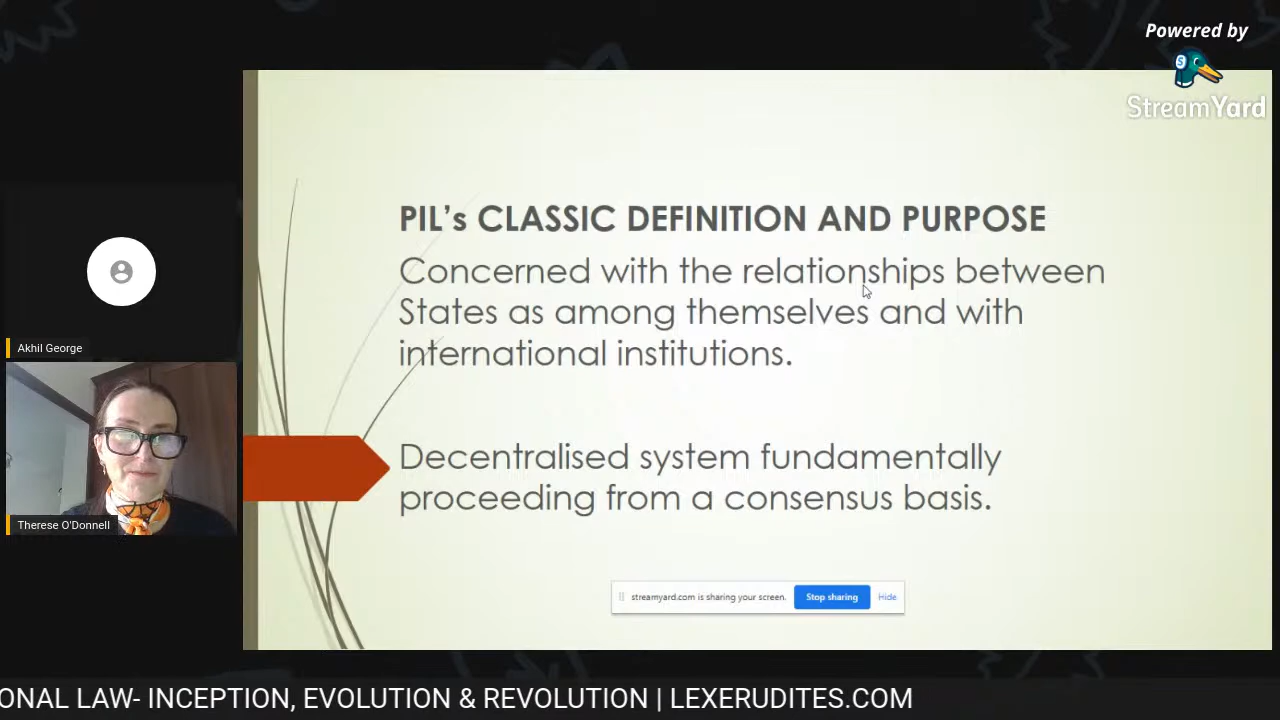 Powered by
S
StreamYard
PIL's CLASSIC DEFINITION AND PURPOSE
Concerned with the relationships between
States as among themselves and with
international institutions.
Decentralised system fundamentally
proceeding from a consensus basis.
Akhil George
Therese O'Donnell
streamyard.com is sharing your screen. Stop sharing Hide
ONAL LAW- INCEPTION, EVOLUTION & REVOLUTION | LEXERUDITES.COM